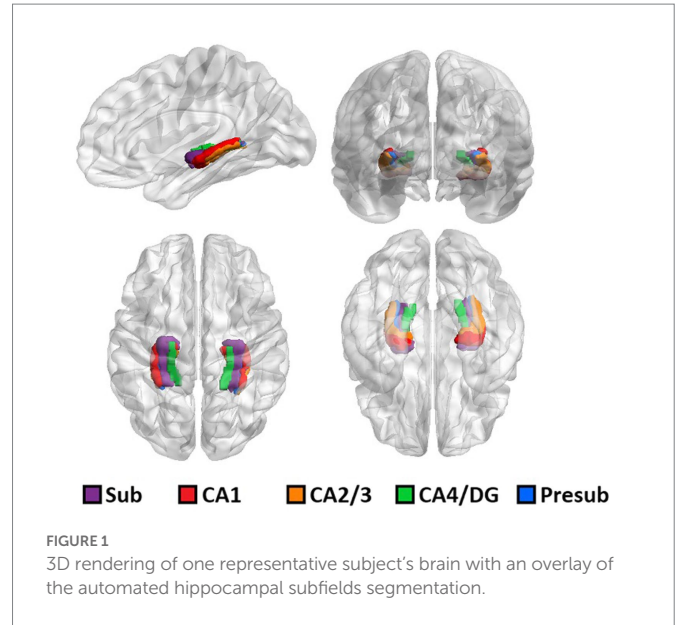 Sub CA1 CA2/3 CA4/DG Presub
FIGURE 1
3D rendering of one representative subject's brain with an overlay of
the automated hippocampal subfields segmentation.